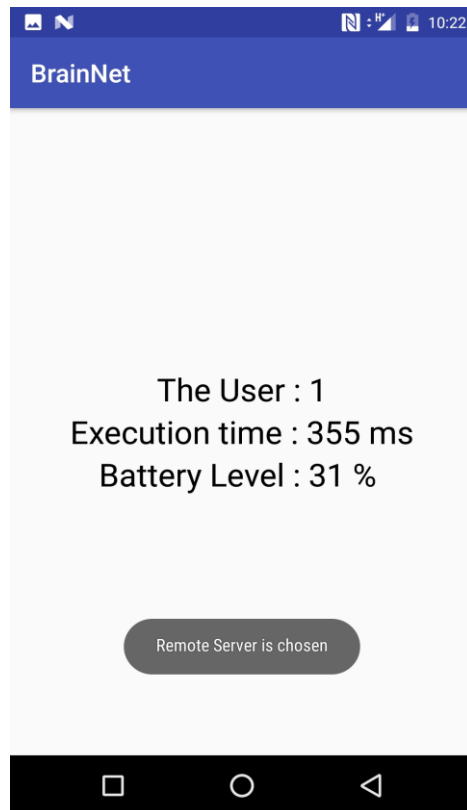 10:22
BrainNet
The User : 1
Execution time : 355 ms
Battery Level : 31 %
Remote Server is chosen